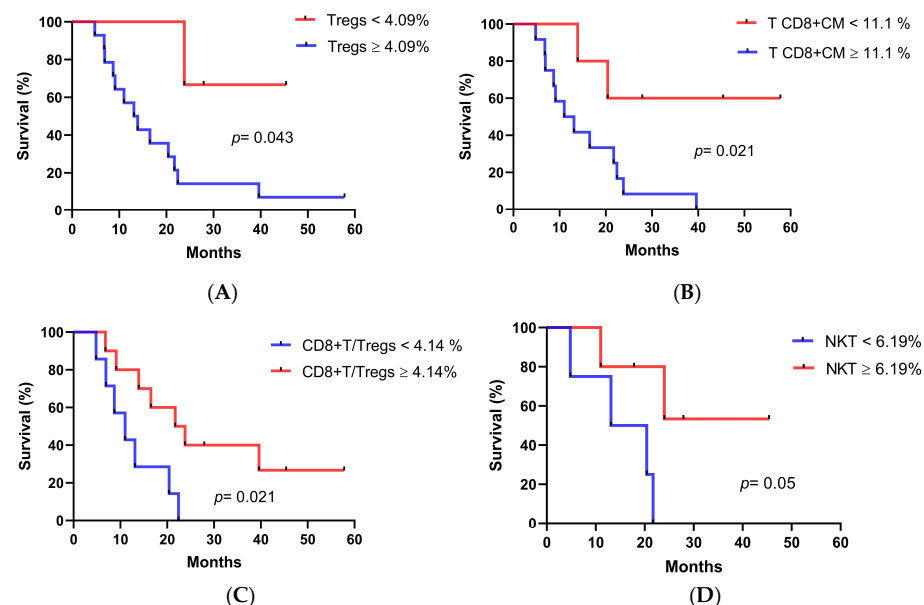 Tregs < 4.09%
Tregs ≥ 4.09%
100
80
60
40
20
0
Survival (%)
p= 0.043
0 10 20 30 40 50 60
Months
(A)
T CD8+CM < 11.1 %
T CD8+CM ≥ 11.1 %
100
80
60
40
20
0
Survival (%)
p= 0.021
0 10 20 30 40 50 60
Months
(B)
CD8+T/Tregs < 4.14 %
CD8+T/Tregs ≥ 4.14%
100
80
60
40
20
0
Survival (%)
p= 0.021
0 10 20 30 40 50 60
Months
(C)
NKT < 6.19%
NKT ≥ 6.19%
100
80
60
40
20
0
Survival (%)
p= 0.05
0 10 20 30 40 50 60
Months
(D)